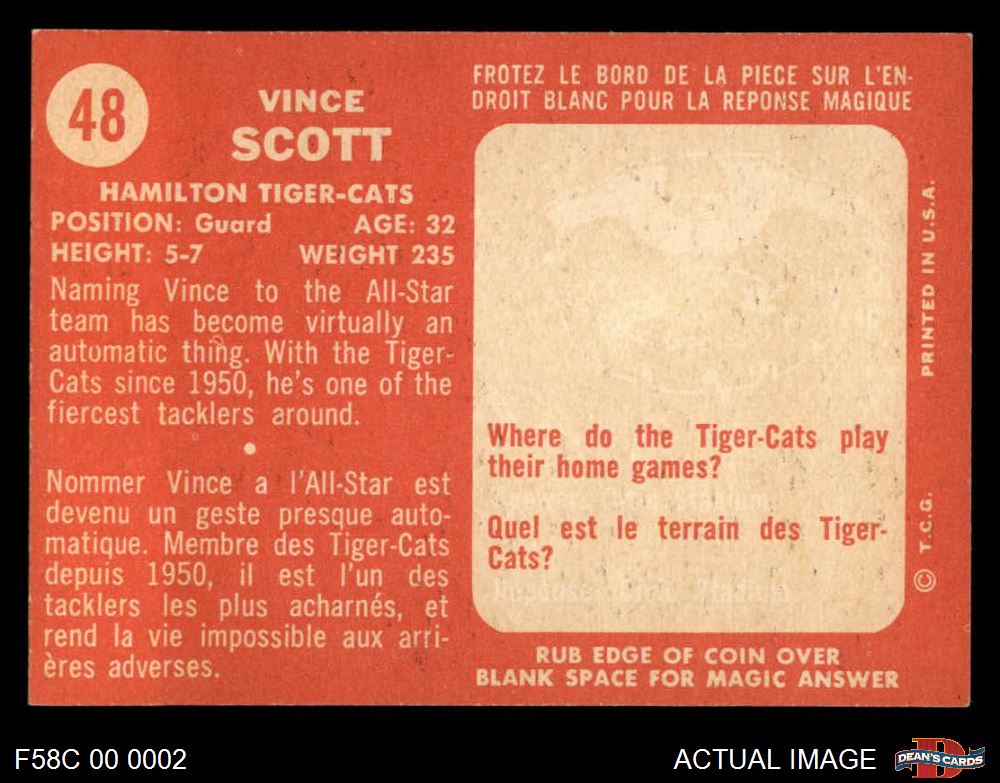 48
VINCE
SCOTT
HAMILTON TIGER-CATS
POSITION: Guard AGE: 32
HEIGHT: 5-7 WEIGHT 235
Naming Vince to the All-Star
team has become virtually an
automatic thing. With the Tiger-
Cats since 1950, he's one of the
fiercest tacklers around.
Nommer Vince a l'All-Star est
devenu un geste presque auto-
matique. Membre des Tiger-Cats
depuis 1950, il est l'un des
tacklers les plus acharnés, et
rend la vie impossible aux arri-
ères adverses.
FROTEZ LE BORD DE LA PIECE SUR L'EN-
DROIT BLANC POUR LA REPONSE MAGIQUE
Where do the Tiger-Cats play
their home games?
Quel est le terrain des Tiger-
Cats?
RUB EDGE OF COIN OVER
BLANK SPACE FOR MAGIC ANSWER
PRINTED IN U.S.A.
© T.C.G.
F58C 00 0002
ACTUAL IMAGE
DEAN'S CARDS